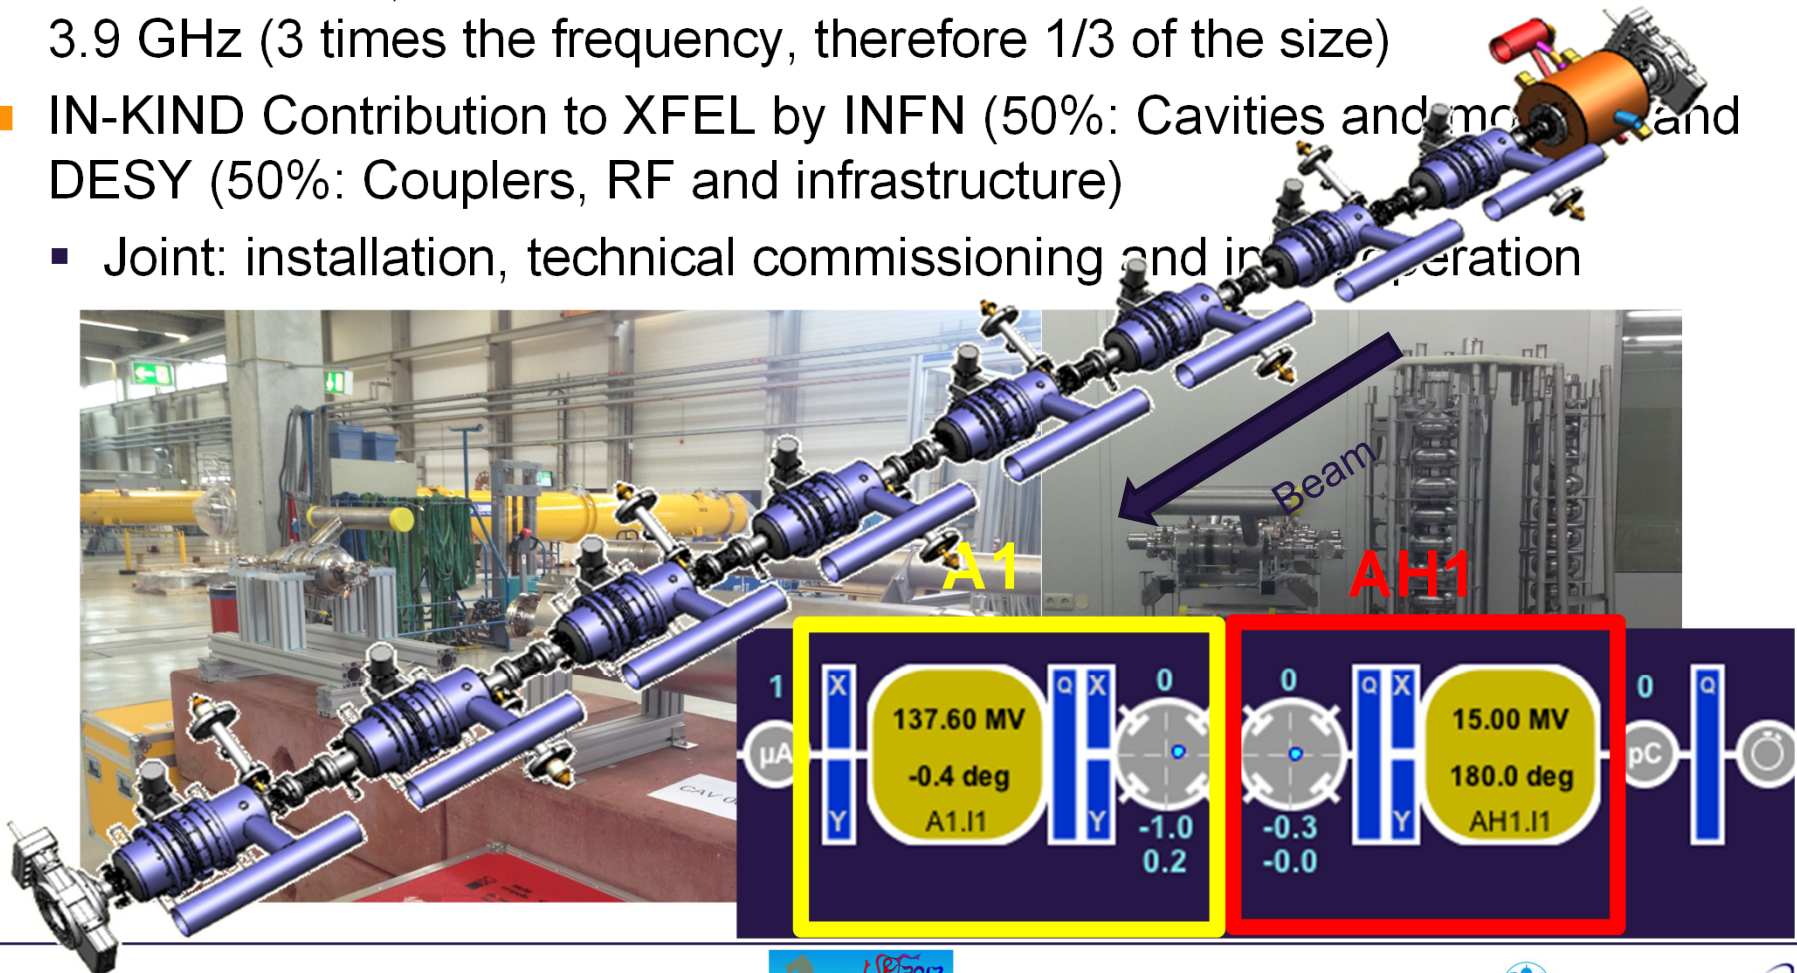 3.9 GHz (3 times the frequency, therefore 1/3 of the size)
IN-KIND Contribution to XFEL by INFN (50%: Cavities and and
DESY (50%: Couplers, RF and infrastructure)
Joint: installation, technical commissioning and
Beam
A1
AH1
1
X
Q X
0
0
Q X
0
Q
137.60 MV
15.00 MV
µA
-0.4 deg
180.0 deg
pC
Y
A1.I1
Y
-1.0
-0.3
Y
AH1.I1
0.2
-0.0
CAV